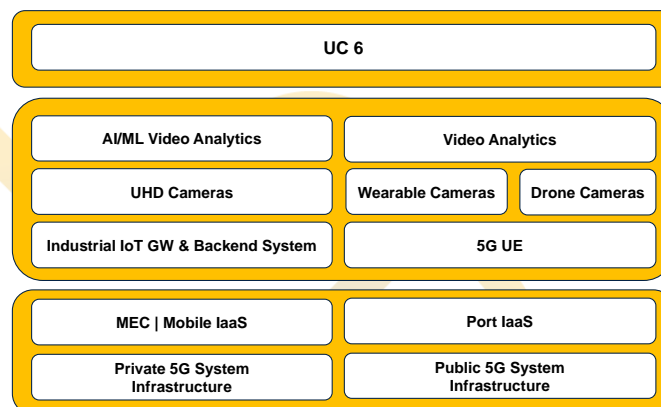 UC 6
AI/ML Video Analytics
Video Analytics
UHD Cameras
Wearable Cameras
Drone Cameras
Industrial IoT GW & Backend System
5G UE
MEC | Mobile IaaS
Port IaaS
Private 5G System
Infrastructure
Public 5G System
Infrastructure